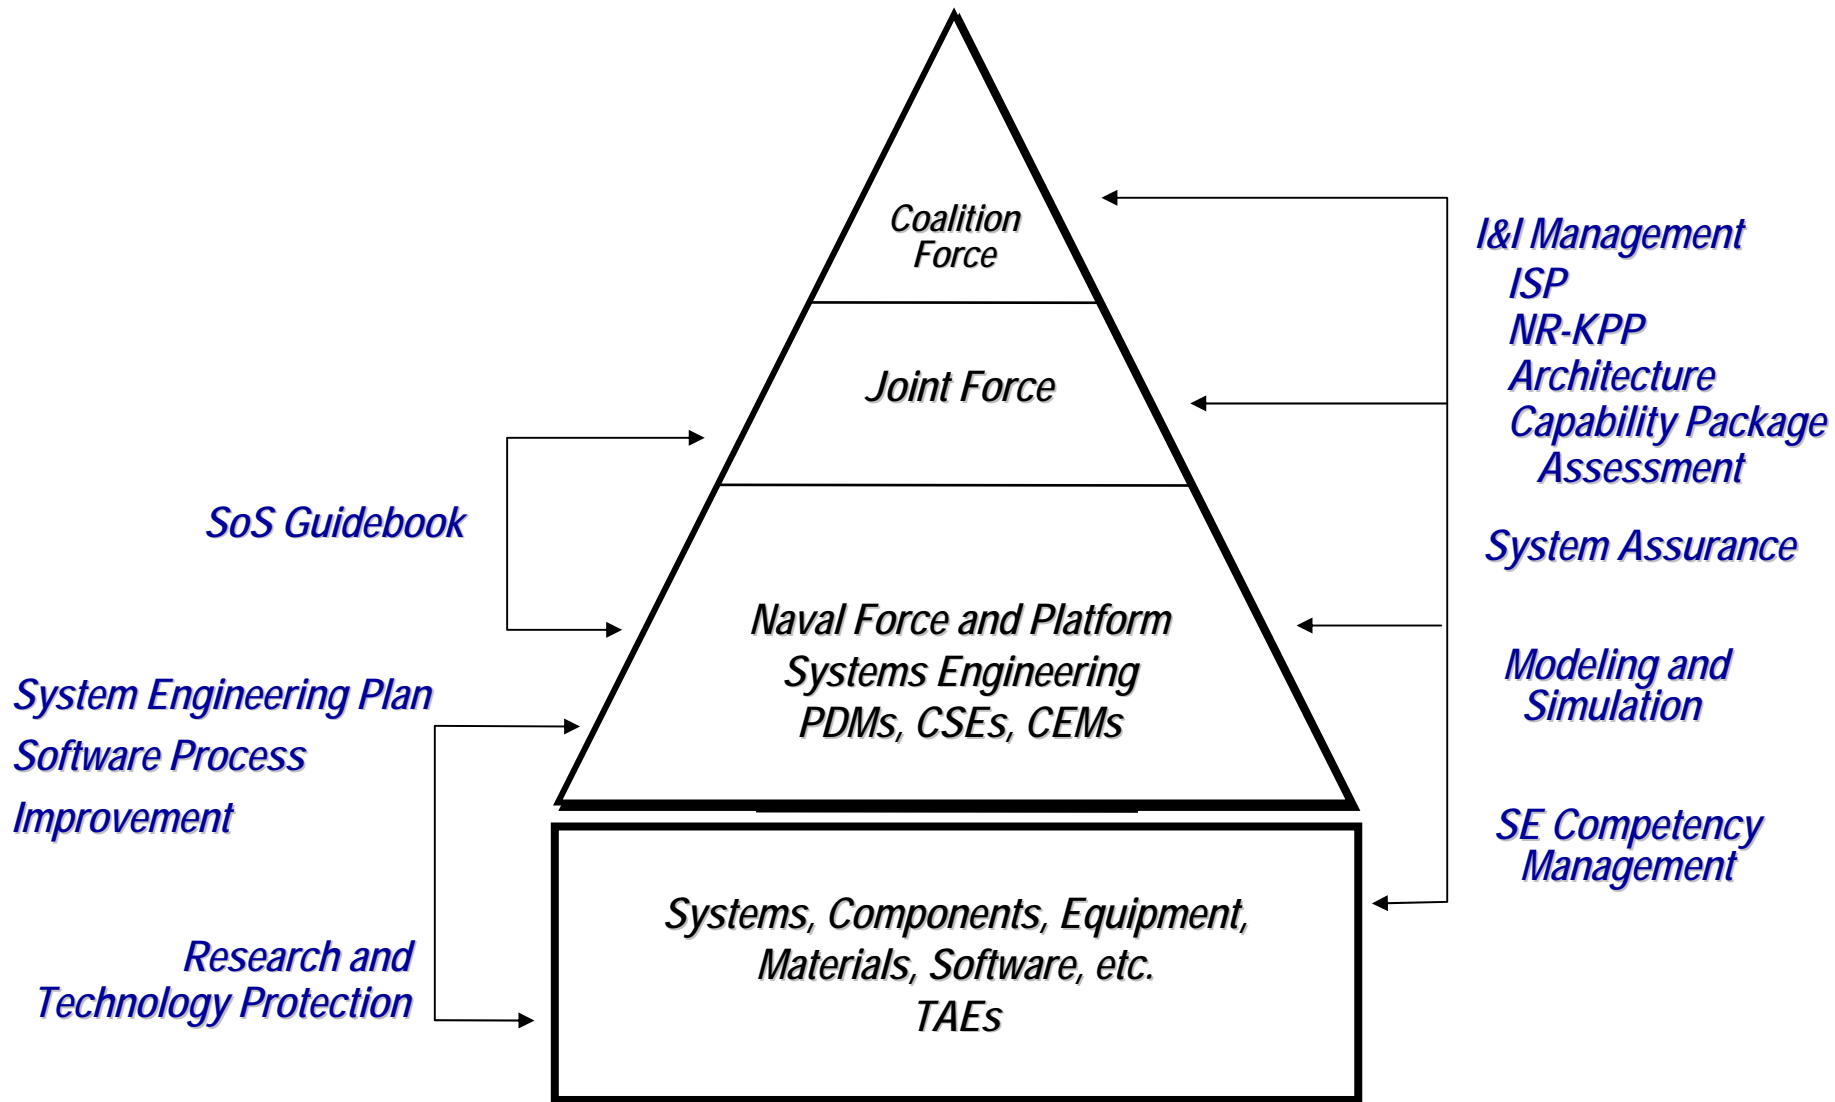 Coalition
Force
Joint Force
Naval Force and Platform
Systems Engineering
PDMs, CSEs, CEMs
Systems, Components, Equipment,
Materials, Software, etc.
TAEs
SoS Guidebook
System Engineering Plan
Software Process
Improvement
Research and
Technology Protection
I&I Management
ISP
NR-KPP
Architecture
Capability Package
Assessment
System Assurance
Modeling and
Simulation
SE Competency
Management